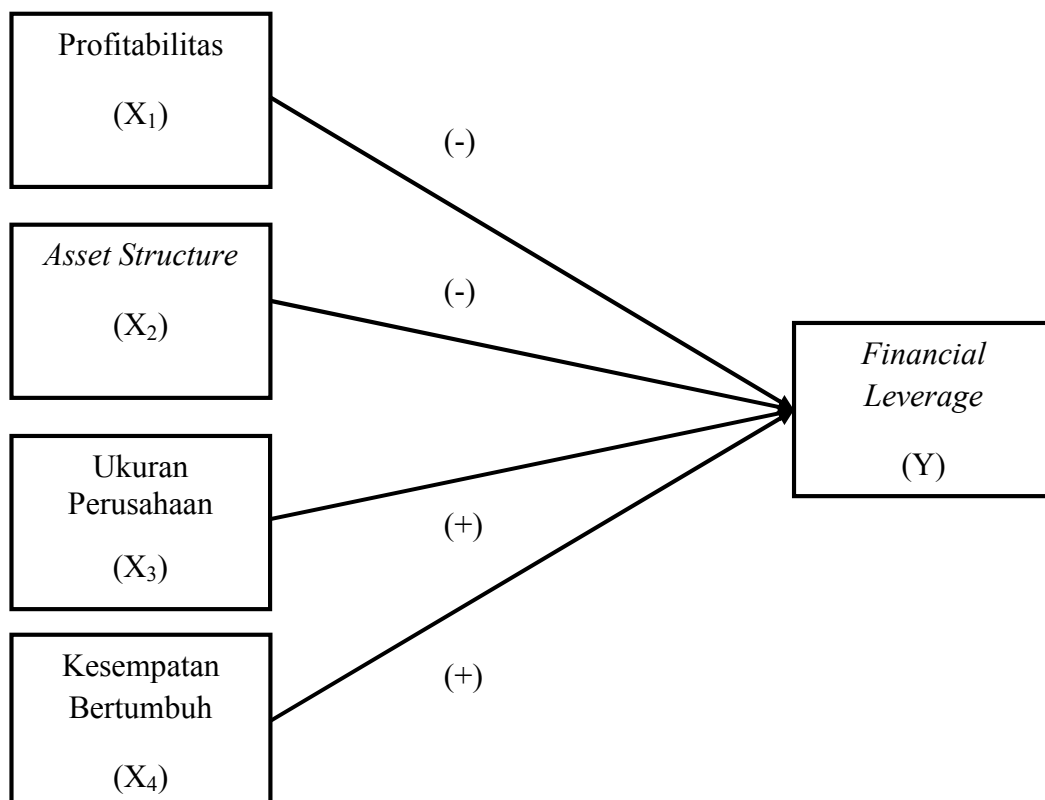 Profitabilitas
(X₁)
(-)
Asset Structure
(X₂)
(-)
Financial
Leverage
(Y)
Ukuran
Perusahaan
(X₃)
(+)
Kesempatan
Bertumbuh
(X₄)
(+)